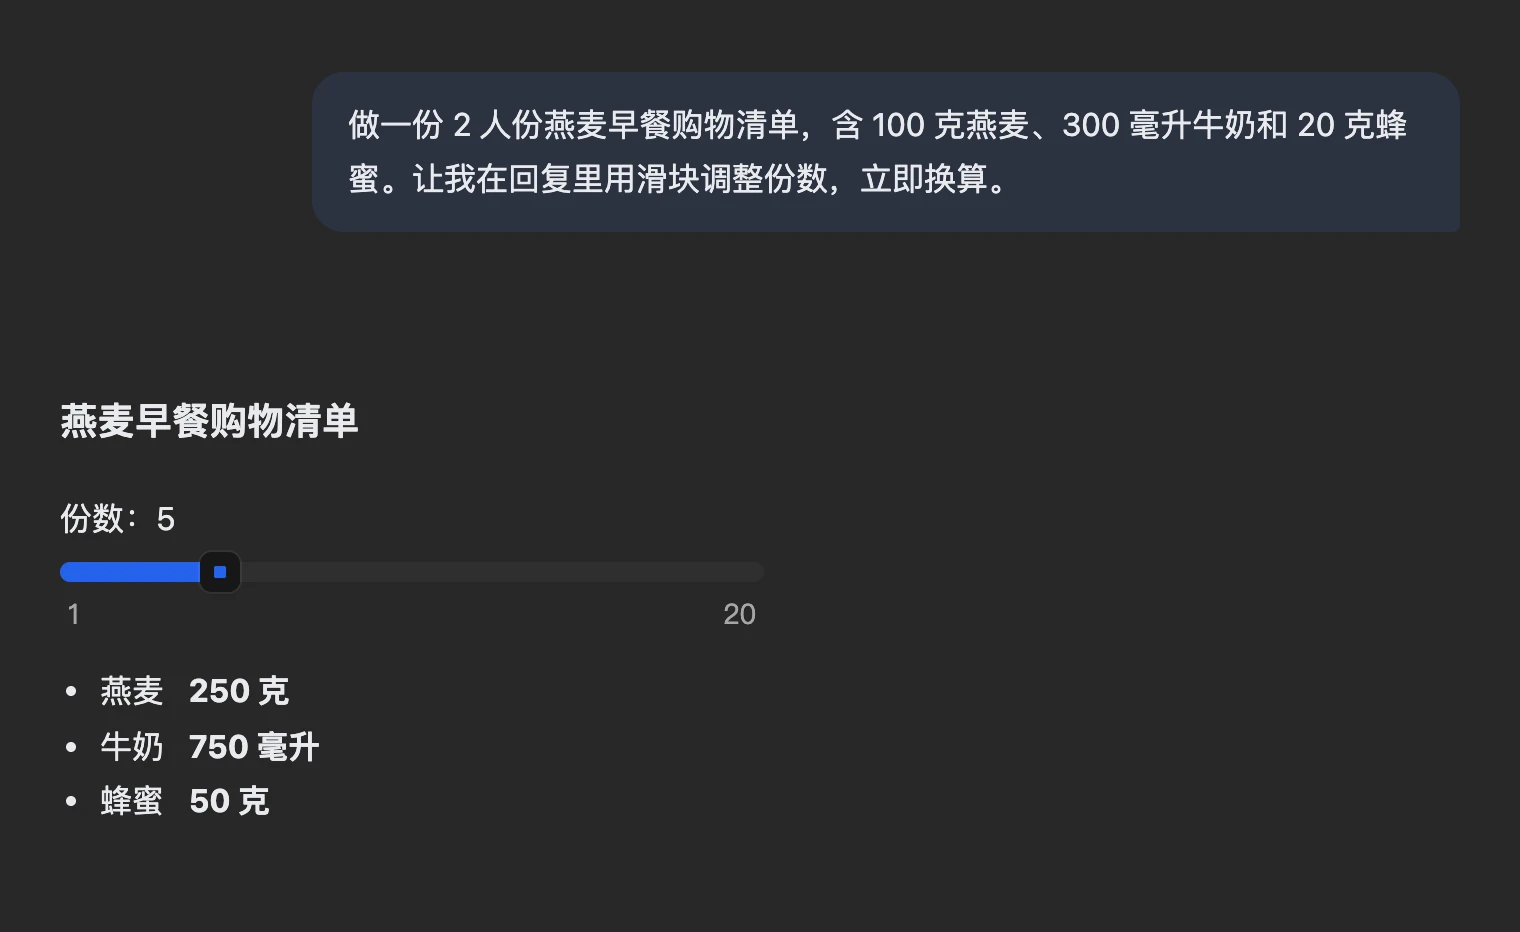 做一份 2 人份燕麦早餐购物清单，含 100 克燕麦、300 毫升牛奶和 20 克蜂
蜜。让我在回复里用滑块调整份数，立即换算。
燕麦早餐购物清单
份数：5
1 20
• 燕麦 250 克
• 牛奶 750 毫升
• 蜂蜜 50 克